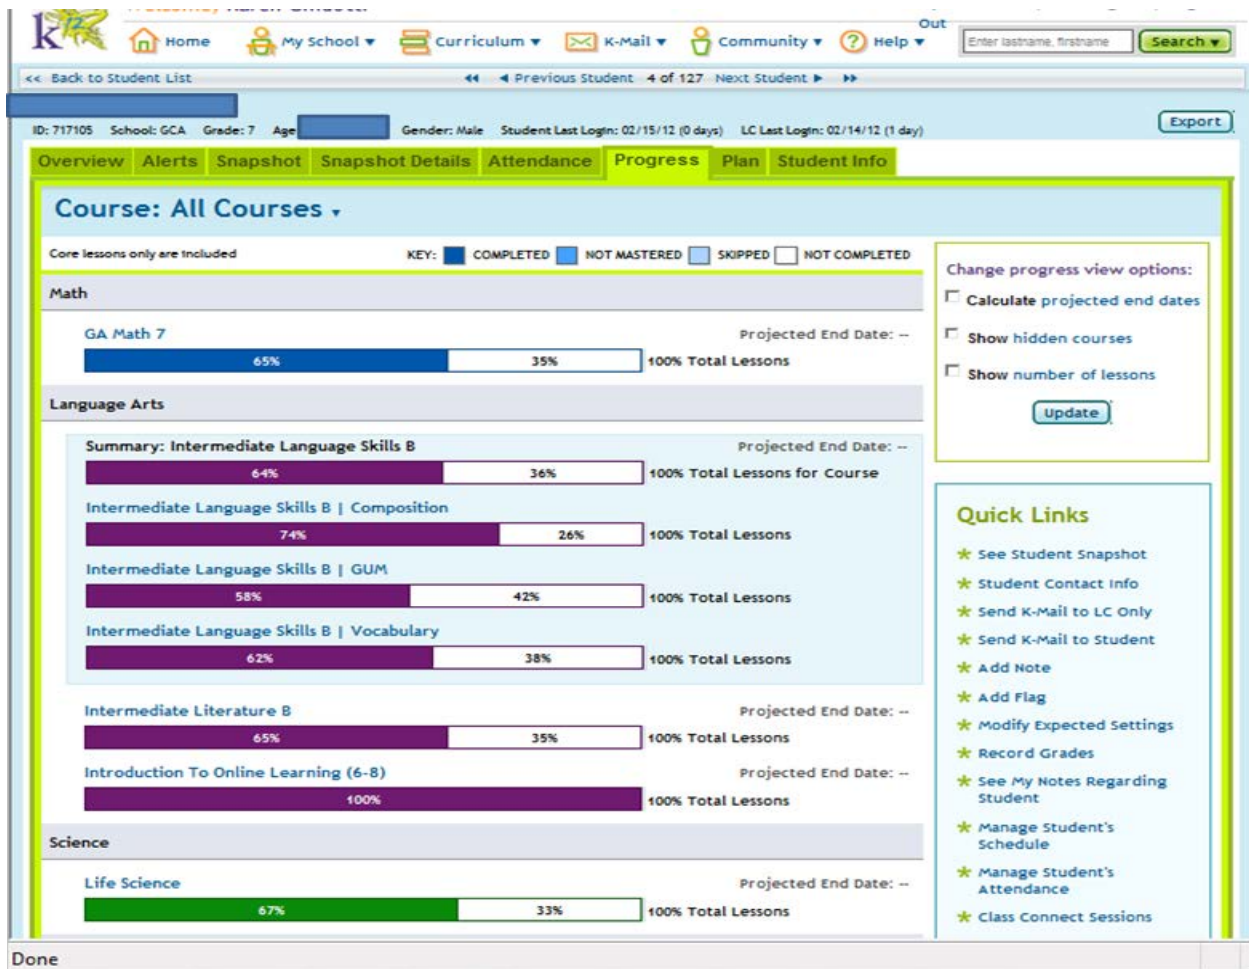 Out
k12
Home
My School ▾
Curriculum ▾
K-Mail ▾
Community ▾
Help ▾
Enter lastname, firstname
Search ▾
<< Back to Student List
Previous Student 4 of 127 Next Student
ID: 717105 School: GCA Grade: 7 Age Gender: Male Student Last Login: 02/15/12 (0 days) LC Last Login: 02/14/12 (1 day)
Export
Overview Alerts Snapshot Snapshot Details Attendance Progress Plan Student Info
Course: All Courses ▾
Core lessons only are included
KEY: COMPLETED NOT MASTERED SKIPPED NOT COMPLETED
Math
GA Math 7 Projected End Date: --
65% 35% 100% Total Lessons
Language Arts
Summary: Intermediate Language Skills B Projected End Date: --
64% 36% 100% Total Lessons for Course
Intermediate Language Skills B | Composition
74% 26% 100% Total Lessons
Intermediate Language Skills B | GUM
58% 42% 100% Total Lessons
Intermediate Language Skills B | Vocabulary
62% 38% 100% Total Lessons
Intermediate Literature B Projected End Date: --
65% 35% 100% Total Lessons
Introduction To Online Learning (6-8) Projected End Date: --
100% 100% Total Lessons
Science
Life Science Projected End Date: --
67% 33% 100% Total Lessons
Change progress view options:
Calculate projected end dates
Show hidden courses
Show number of lessons
Update
Quick Links
See Student Snapshot
Student Contact Info
Send K-Mail to LC Only
Send K-Mail to Student
Add Note
Add Flag
Modify Expected Settings
Record Grades
See My Notes Regarding
Student
Manage Student's
Schedule
Manage Student's
Attendance
Class Connect Sessions
Done